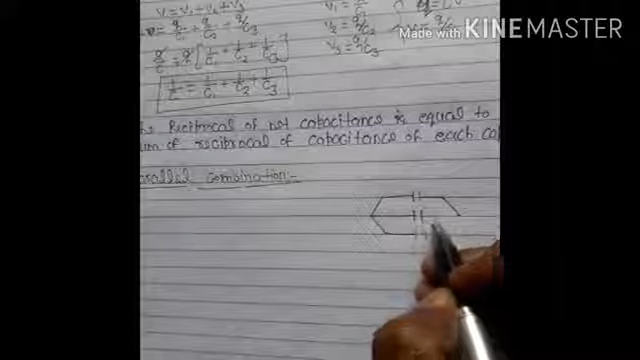 Made with KINEMASTER
V = V₁ + V₂ + V₃
V₁ = q/C₁
q/C = q/C₁ + q/C₂ + q/C₃
V₂ = q/C₂
q/C = q [1/C₁ + 1/C₂ + 1/C₃]
V₃ = q/C₃
1/C = 1/C₁ + 1/C₂ + 1/C₃
Reciprocal of net capacitance is equal to
of reciprocal of capacitance of each
combination:-